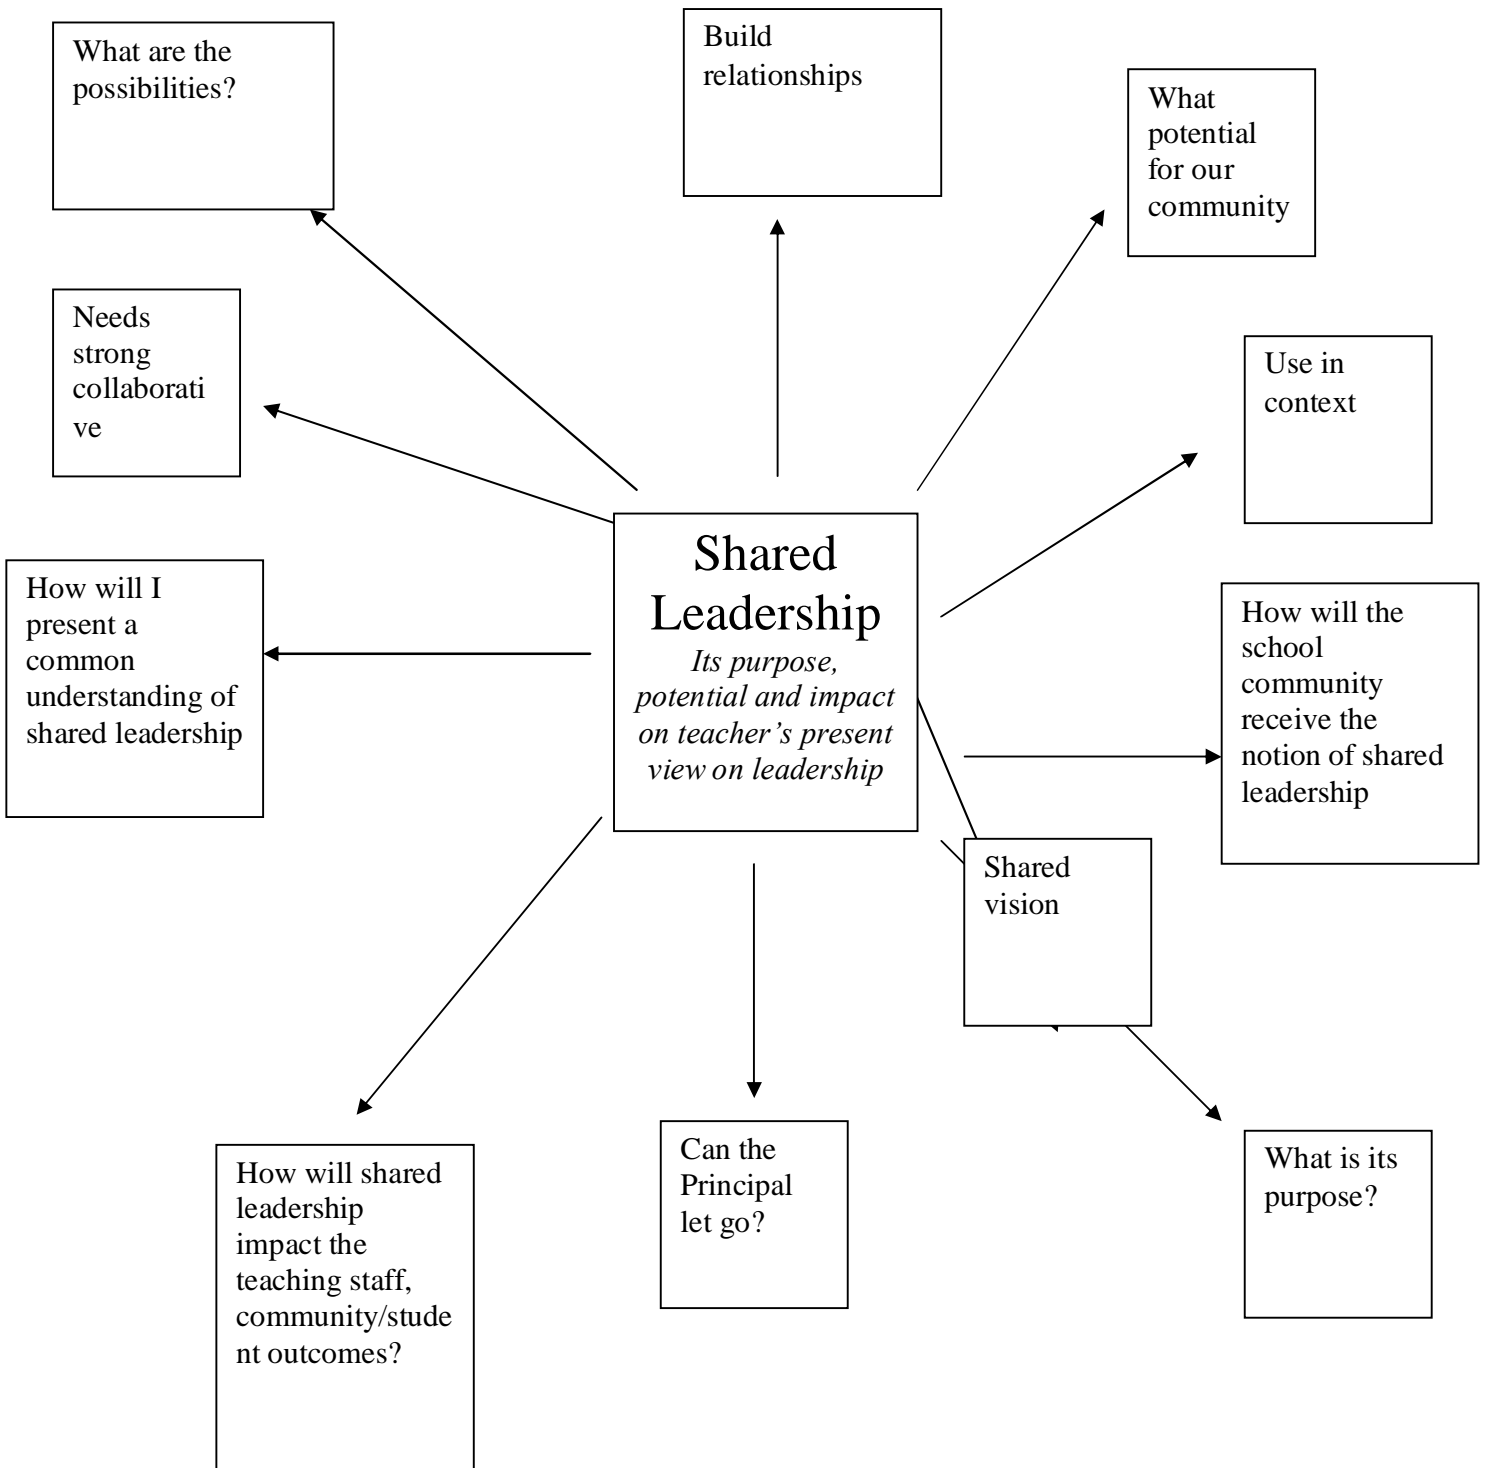 What are the
possibilities?
Build
relationships
What
potential
for our
community
Needs
strong
collaborati
ve
Use in
context
Shared
Leadership
Its purpose,
potential and impact
on teacher’s present
view on leadership
How will I
present a
common
understanding of
shared leadership
How will the
school
community
receive the
notion of shared
leadership
Shared
vision
How will shared
leadership
impact the
teaching staff,
community/stude
nt outcomes?
Can the
Principal
let go?
What is its
purpose?